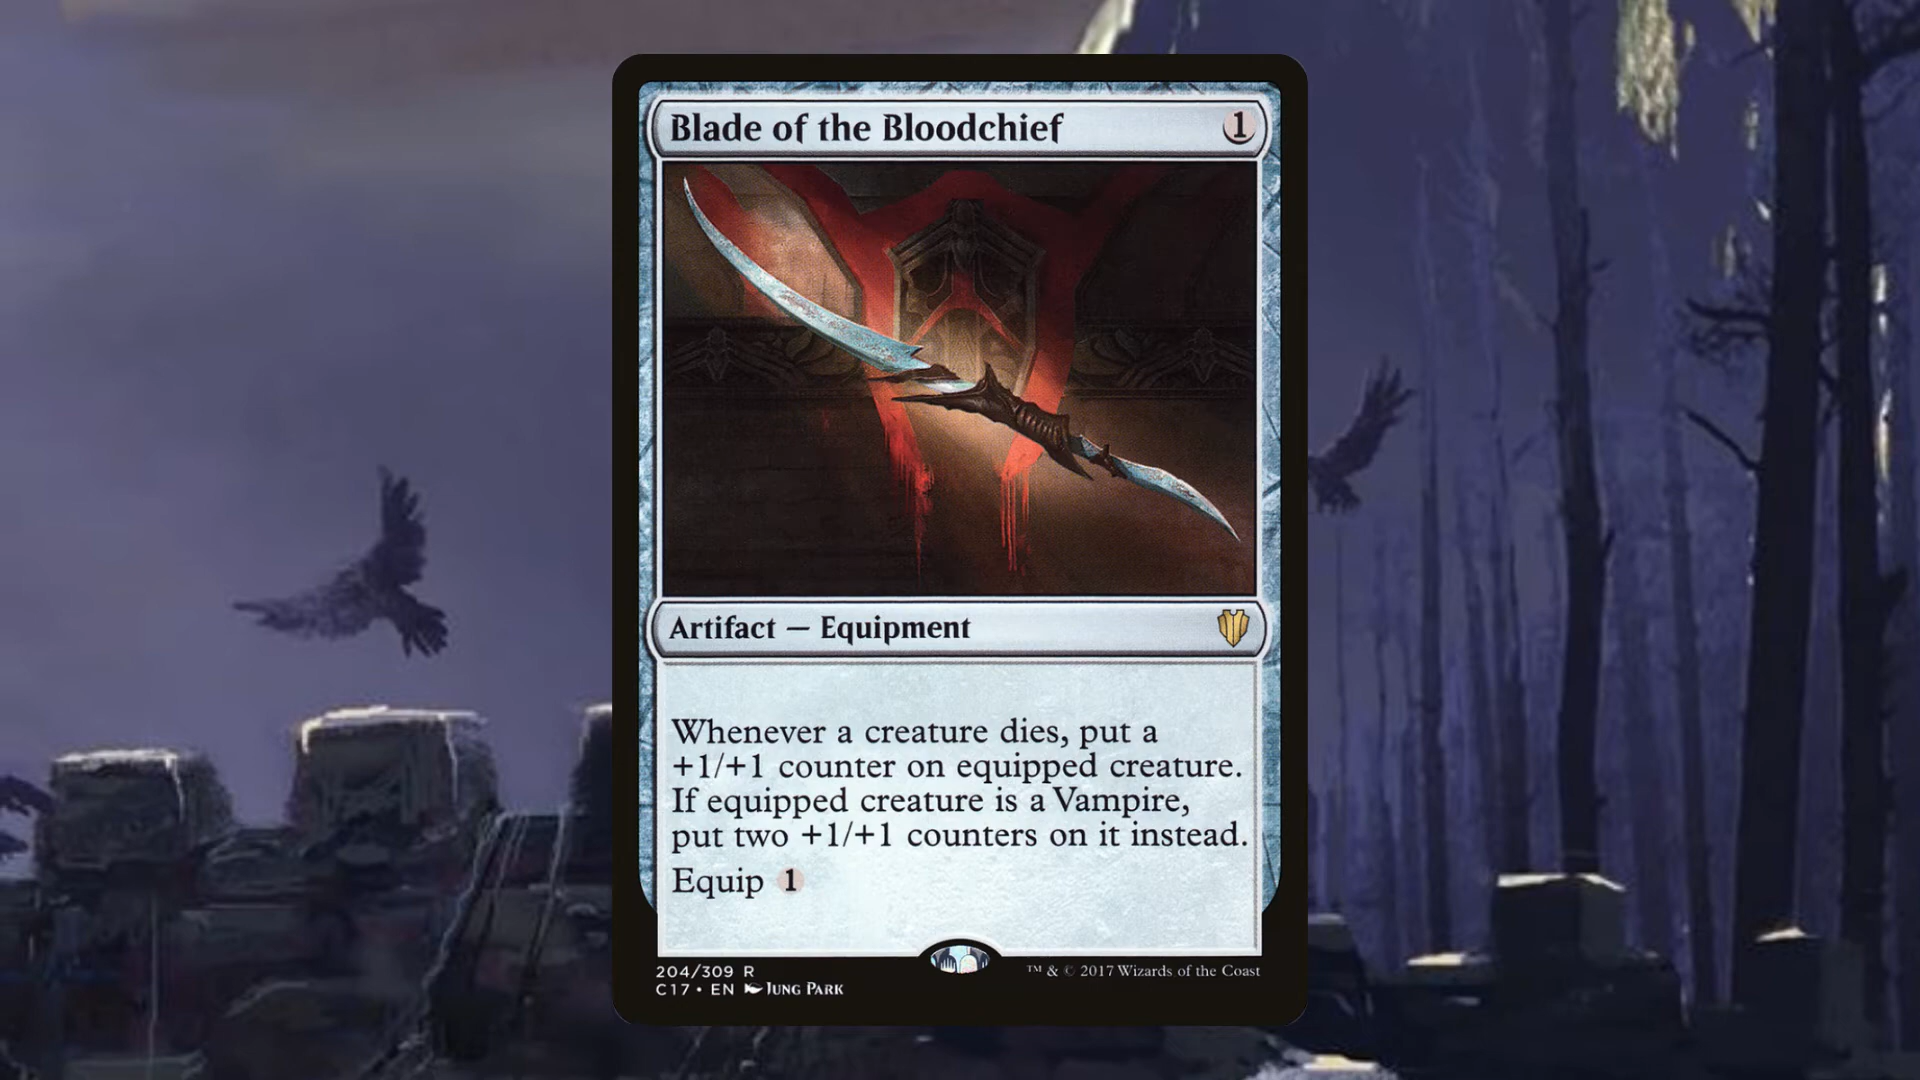 Blade of the Bloodchief 1
Artifact — Equipment
Whenever a creature dies, put a
+1/+1 counter on equipped creature.
If equipped creature is a Vampire,
put two +1/+1 counters on it instead.
Equip 1
204/309 R
C17 • EN Jung Park
™ & © 2017 Wizards of the Coast